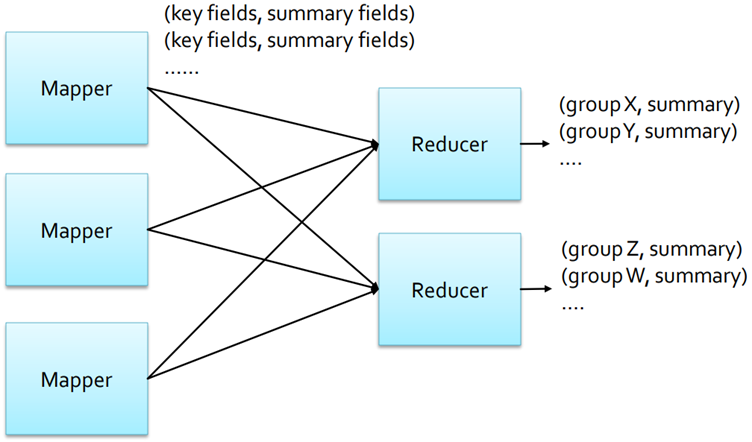 (key fields, summary fields)
(key fields, summary fields)
......
Mapper
Mapper
Mapper
Reducer
(group X, summary)
(group Y, summary)
....
Reducer
(group Z, summary)
(group W, summary)
....